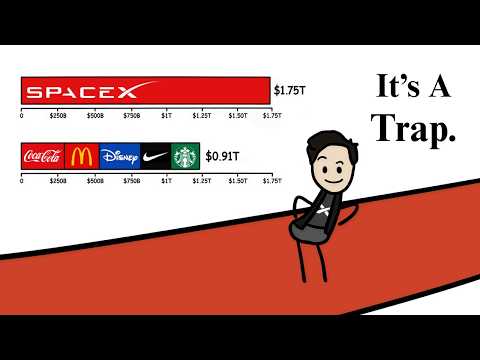 SPACEX
$1.75T
0 $250B $500B $750B $1T $1.25T $1.50T $1.75T
Coca-Cola Disney $0.91T
0 $250B $500B $750B $1T $1.25T $1.50T $1.75T
It's A
Trap.